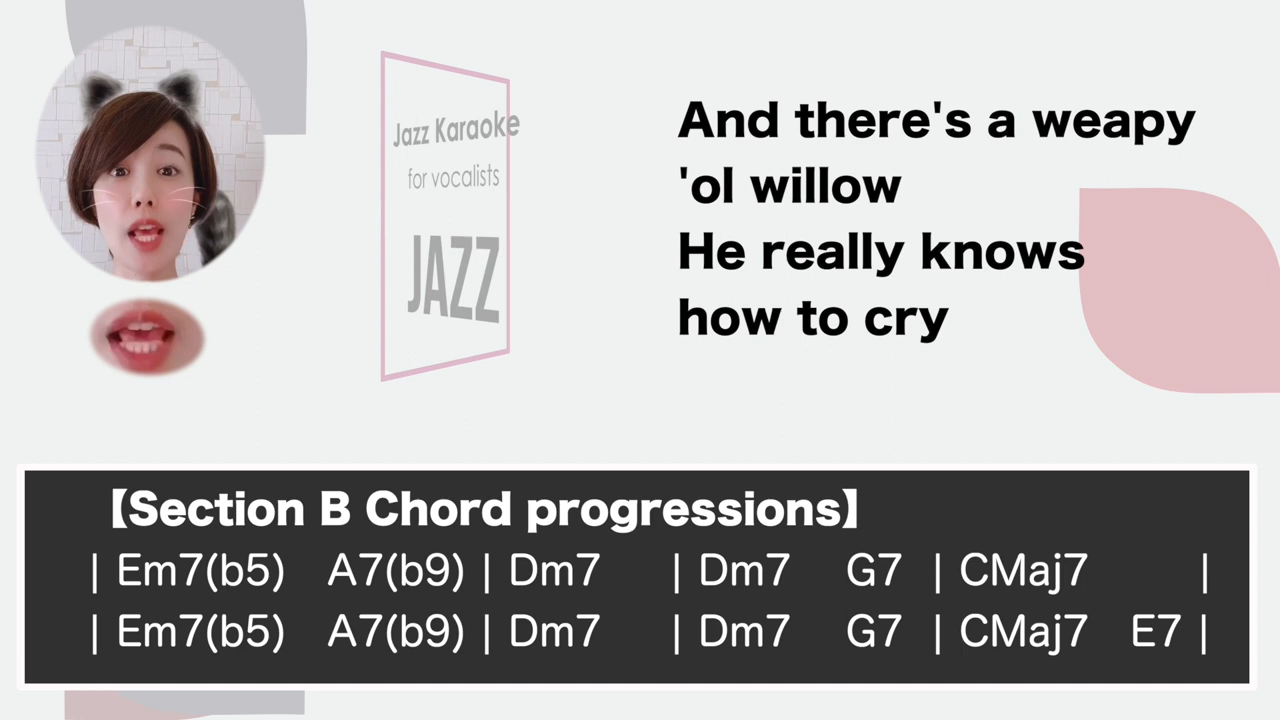 Jazz Karaoke
for vocalists
JAZZ
And there's a weapy
'ol willow
He really knows
how to cry
【Section B Chord progressions】
| Em7(b5) A7(b9) | Dm7 | Dm7 G7 | CMaj7 |
| Em7(b5) A7(b9) | Dm7 | Dm7 G7 | CMaj7 E7 |